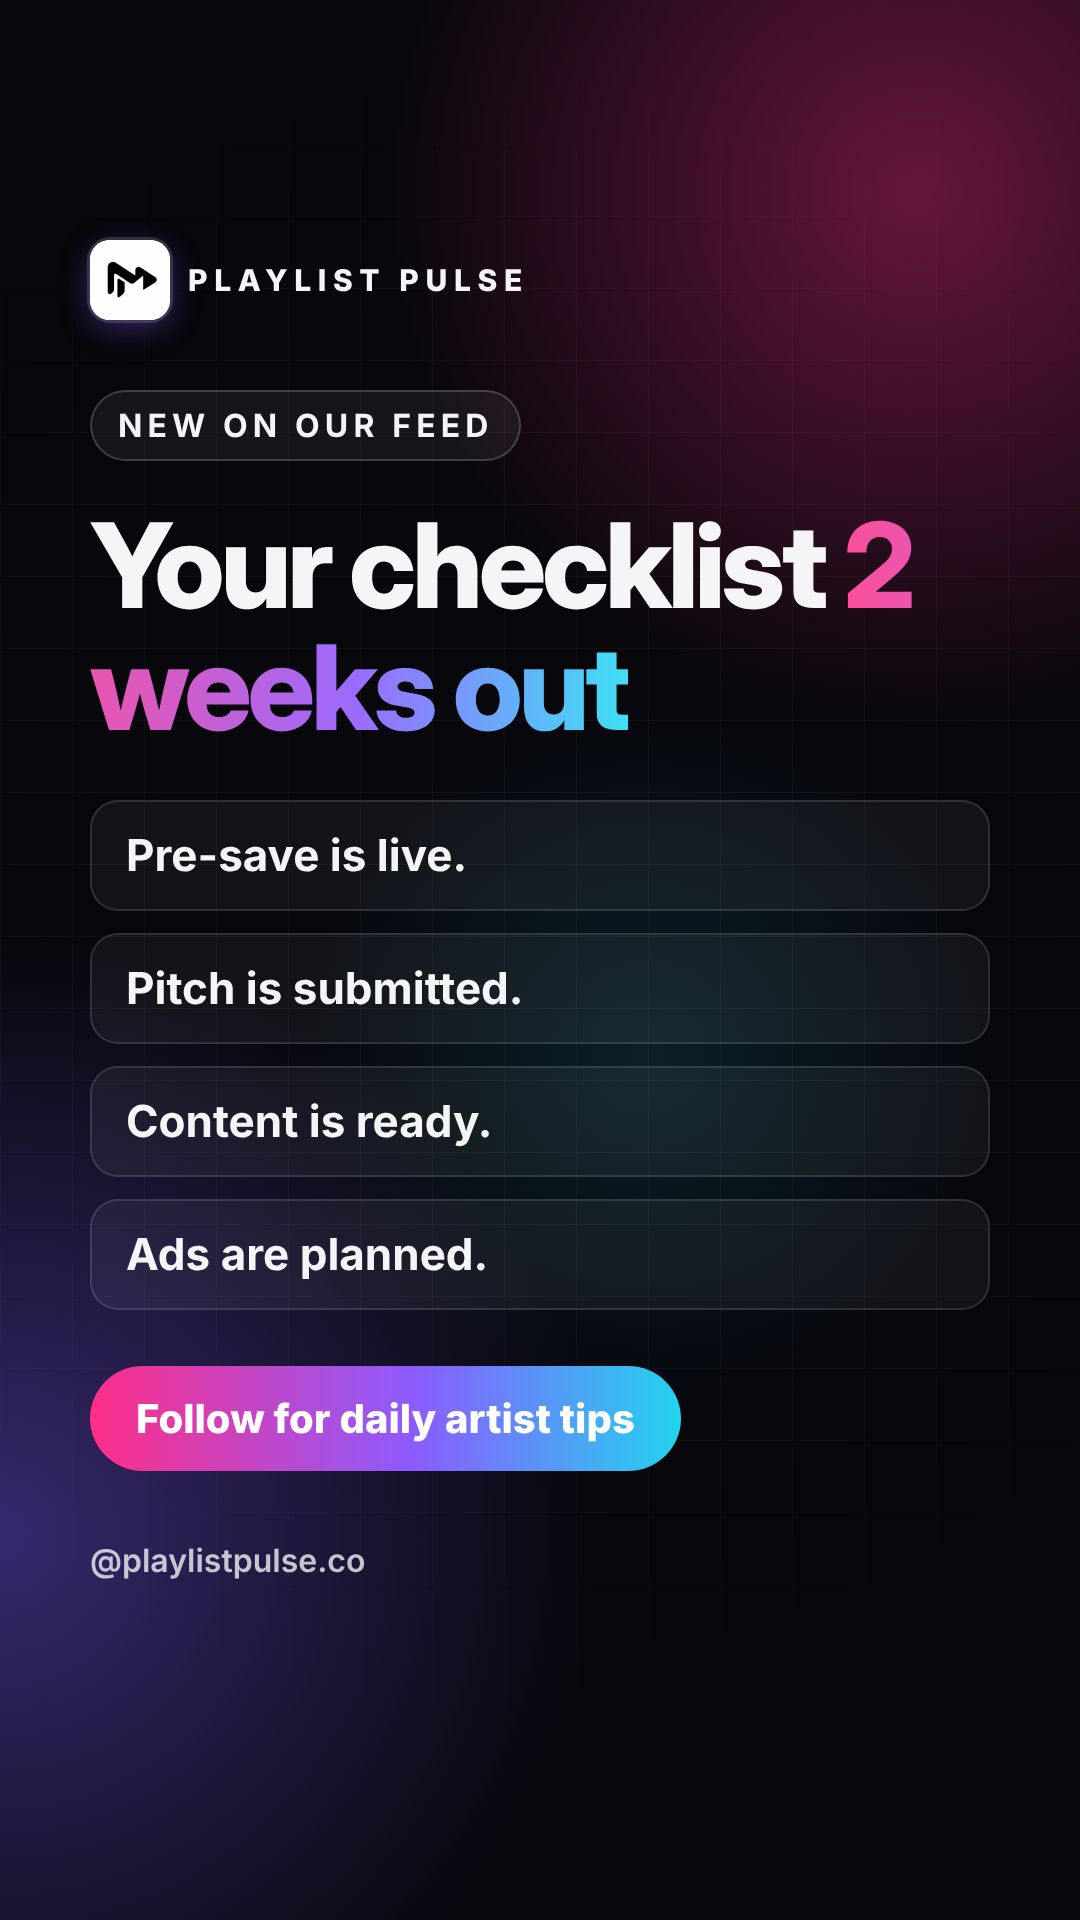 PLAYLIST PULSE
NEW ON OUR FEED
Your checklist 2
weeks out
Pre-save is live.
Pitch is submitted.
Content is ready.
Ads are planned.
Follow for daily artist tips
@playlistpulse.co